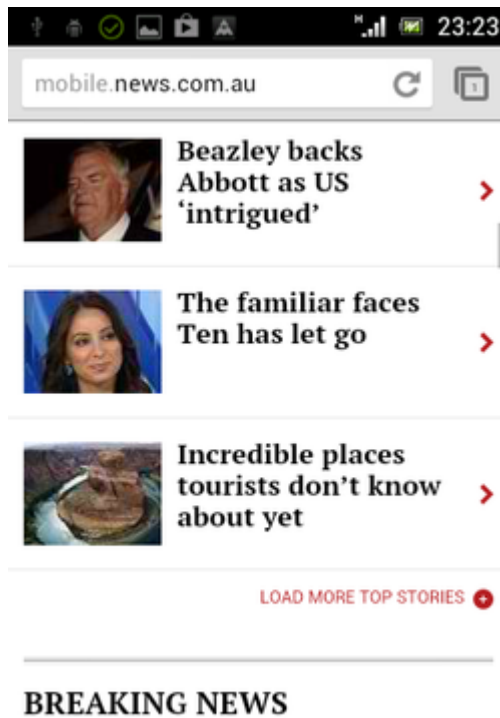 H
23:23
mobile.news.com.au
1
Beazley backs
Abbott as US
‘intrigued’
The familiar faces
Ten has let go
Incredible places
tourists don’t know
about yet
LOAD MORE TOP STORIES
BREAKING NEWS